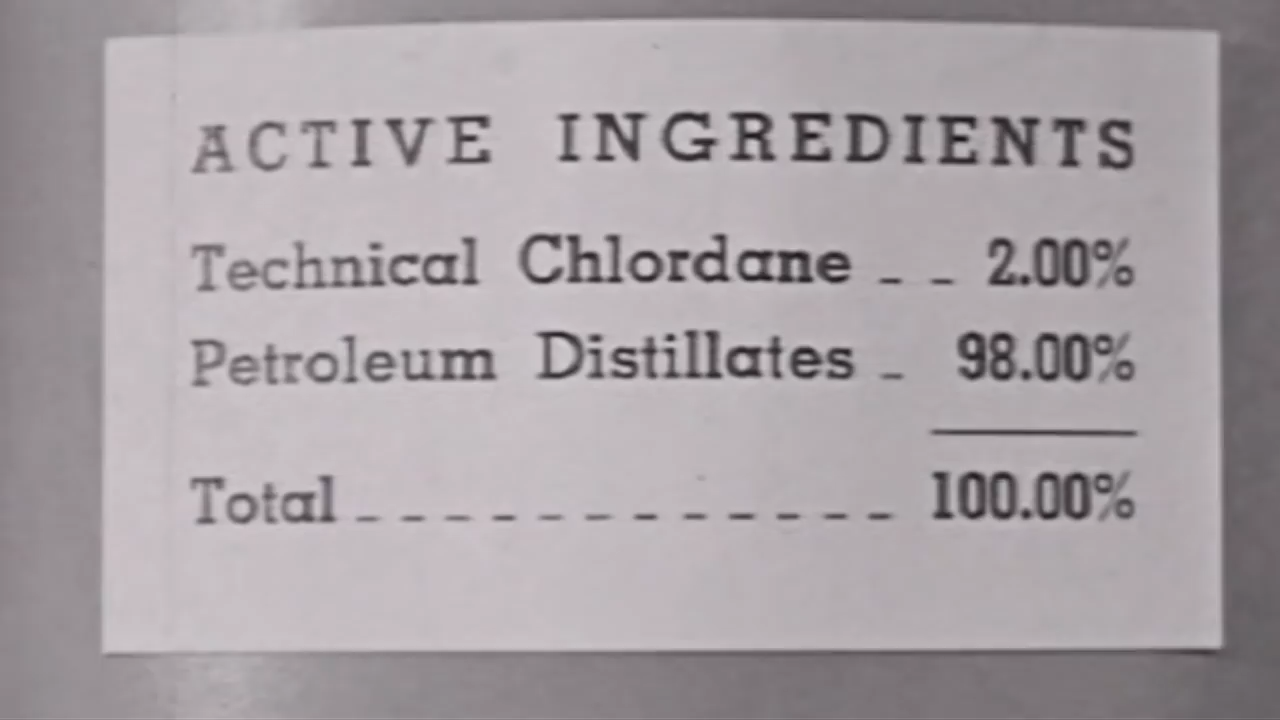 ACTIVE INGREDIENTS
Technical Chlordane _ _ 2.00%
Petroleum Distillates _ 98.00%
Total _ _ _ _ _ _ _ _ _ _ _ _ 100.00%